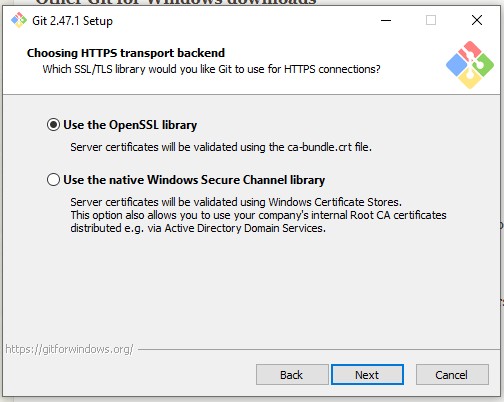 Other Git for Windows downloads
Git 2.47.1 Setup
Choosing HTTPS transport backend
Which SSL/TLS library would you like Git to use for HTTPS connections?
Use the OpenSSL library
Server certificates will be validated using the ca-bundle.crt file.
Use the native Windows Secure Channel library
Server certificates will be validated using Windows Certificate Stores.
This option also allows you to use your company's internal Root CA certificates
distributed e.g. via Active Directory Domain Services.
https://gitforwindows.org/
Back
Next
Cancel